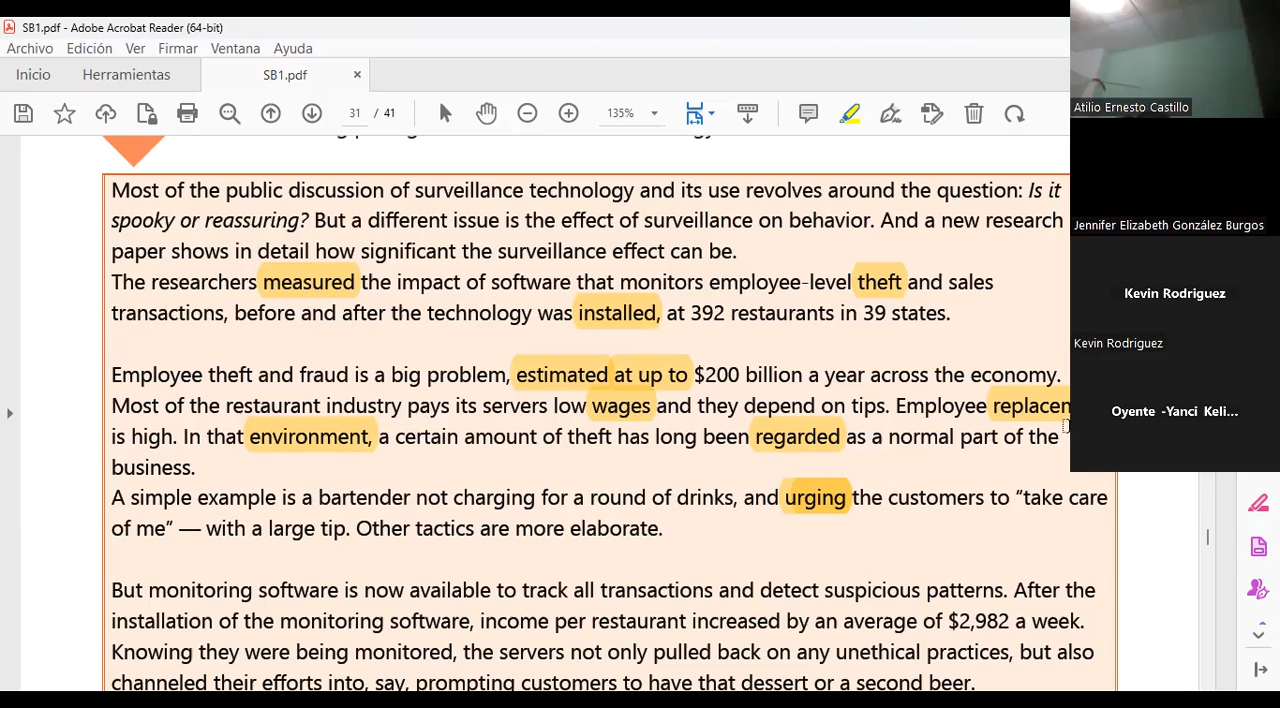 SB1.pdf - Adobe Acrobat Reader (64-bit)
Archivo Edición Ver Firmar Ventana Ayuda
Inicio Herramientas SB1.pdf ×
31 / 41 135%
Most of the public discussion of surveillance technology and its use revolves around the question: Is it
spooky or reassuring? But a different issue is the effect of surveillance on behavior. And a new research
paper shows in detail how significant the surveillance effect can be.
The researchers measured the impact of software that monitors employee-level theft and sales
transactions, before and after the technology was installed, at 392 restaurants in 39 states.
Employee theft and fraud is a big problem, estimated at up to $200 billion a year across the economy.
Most of the restaurant industry pays its servers low wages and they depend on tips. Employee replacem
is high. In that environment, a certain amount of theft has long been regarded as a normal part of the
business.
A simple example is a bartender not charging for a round of drinks, and urging the customers to “take care
of me” — with a large tip. Other tactics are more elaborate.
But monitoring software is now available to track all transactions and detect suspicious patterns. After the
installation of the monitoring software, income per restaurant increased by an average of $2,982 a week.
Knowing they were being monitored, the servers not only pulled back on any unethical practices, but also
channeled their efforts into, say, prompting customers to have that dessert or a second beer.
Atilio Ernesto Castillo
Jennifer Elizabeth González Burgos
Kevin Rodriguez
Kevin Rodriguez
Oyente -Yanci Keli...